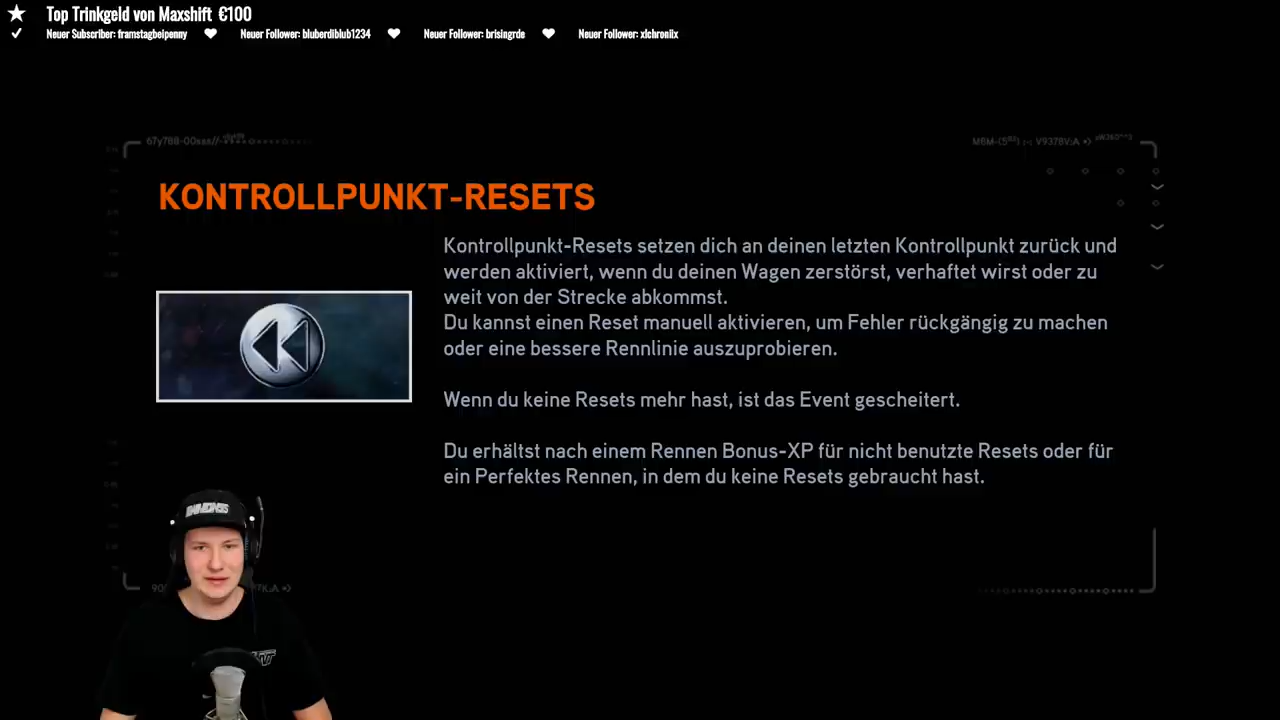 Top Trinkgeld von Maxshift €100
Neuer Subscriber: framstagbeipenny
Neuer Follower: bluberdiblub1234
Neuer Follower: brisingrde
Neuer Follower: xlchroniix
KONTROLLPUNKT-RESETS
Kontrollpunkt-Resets setzen dich an deinen letzten Kontrollpunkt zurück und
werden aktiviert, wenn du deinen Wagen zerstörst, verhaftet wirst oder zu
weit von der Strecke abkommst.
Du kannst einen Reset manuell aktivieren, um Fehler rückgängig zu machen
oder eine bessere Rennlinie auszuprobieren.
Wenn du keine Resets mehr hast, ist das Event gescheitert.
Du erhältst nach einem Rennen Bonus-XP für nicht benutzte Resets oder für
ein Perfektes Rennen, in dem du keine Resets gebraucht hast.